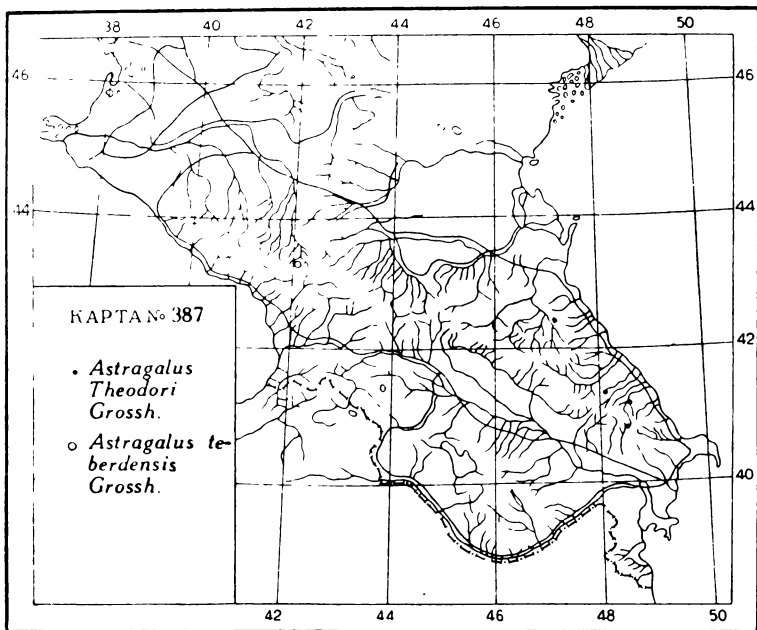 38 40 42 44 46 48 50
46 46
44 44
КАРТА № 387
• Astragalus
Theodori
Grossh.
○ Astragalus te-
berdensis
Grossh.
42
40
42 44 46 48 50